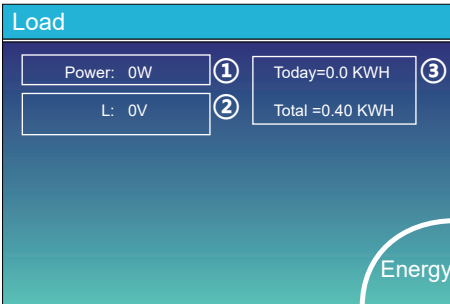 Load
Power: 0W ① Today=0.0 KWH ③
L: 0V ② Total =0.40 KWH
Energy